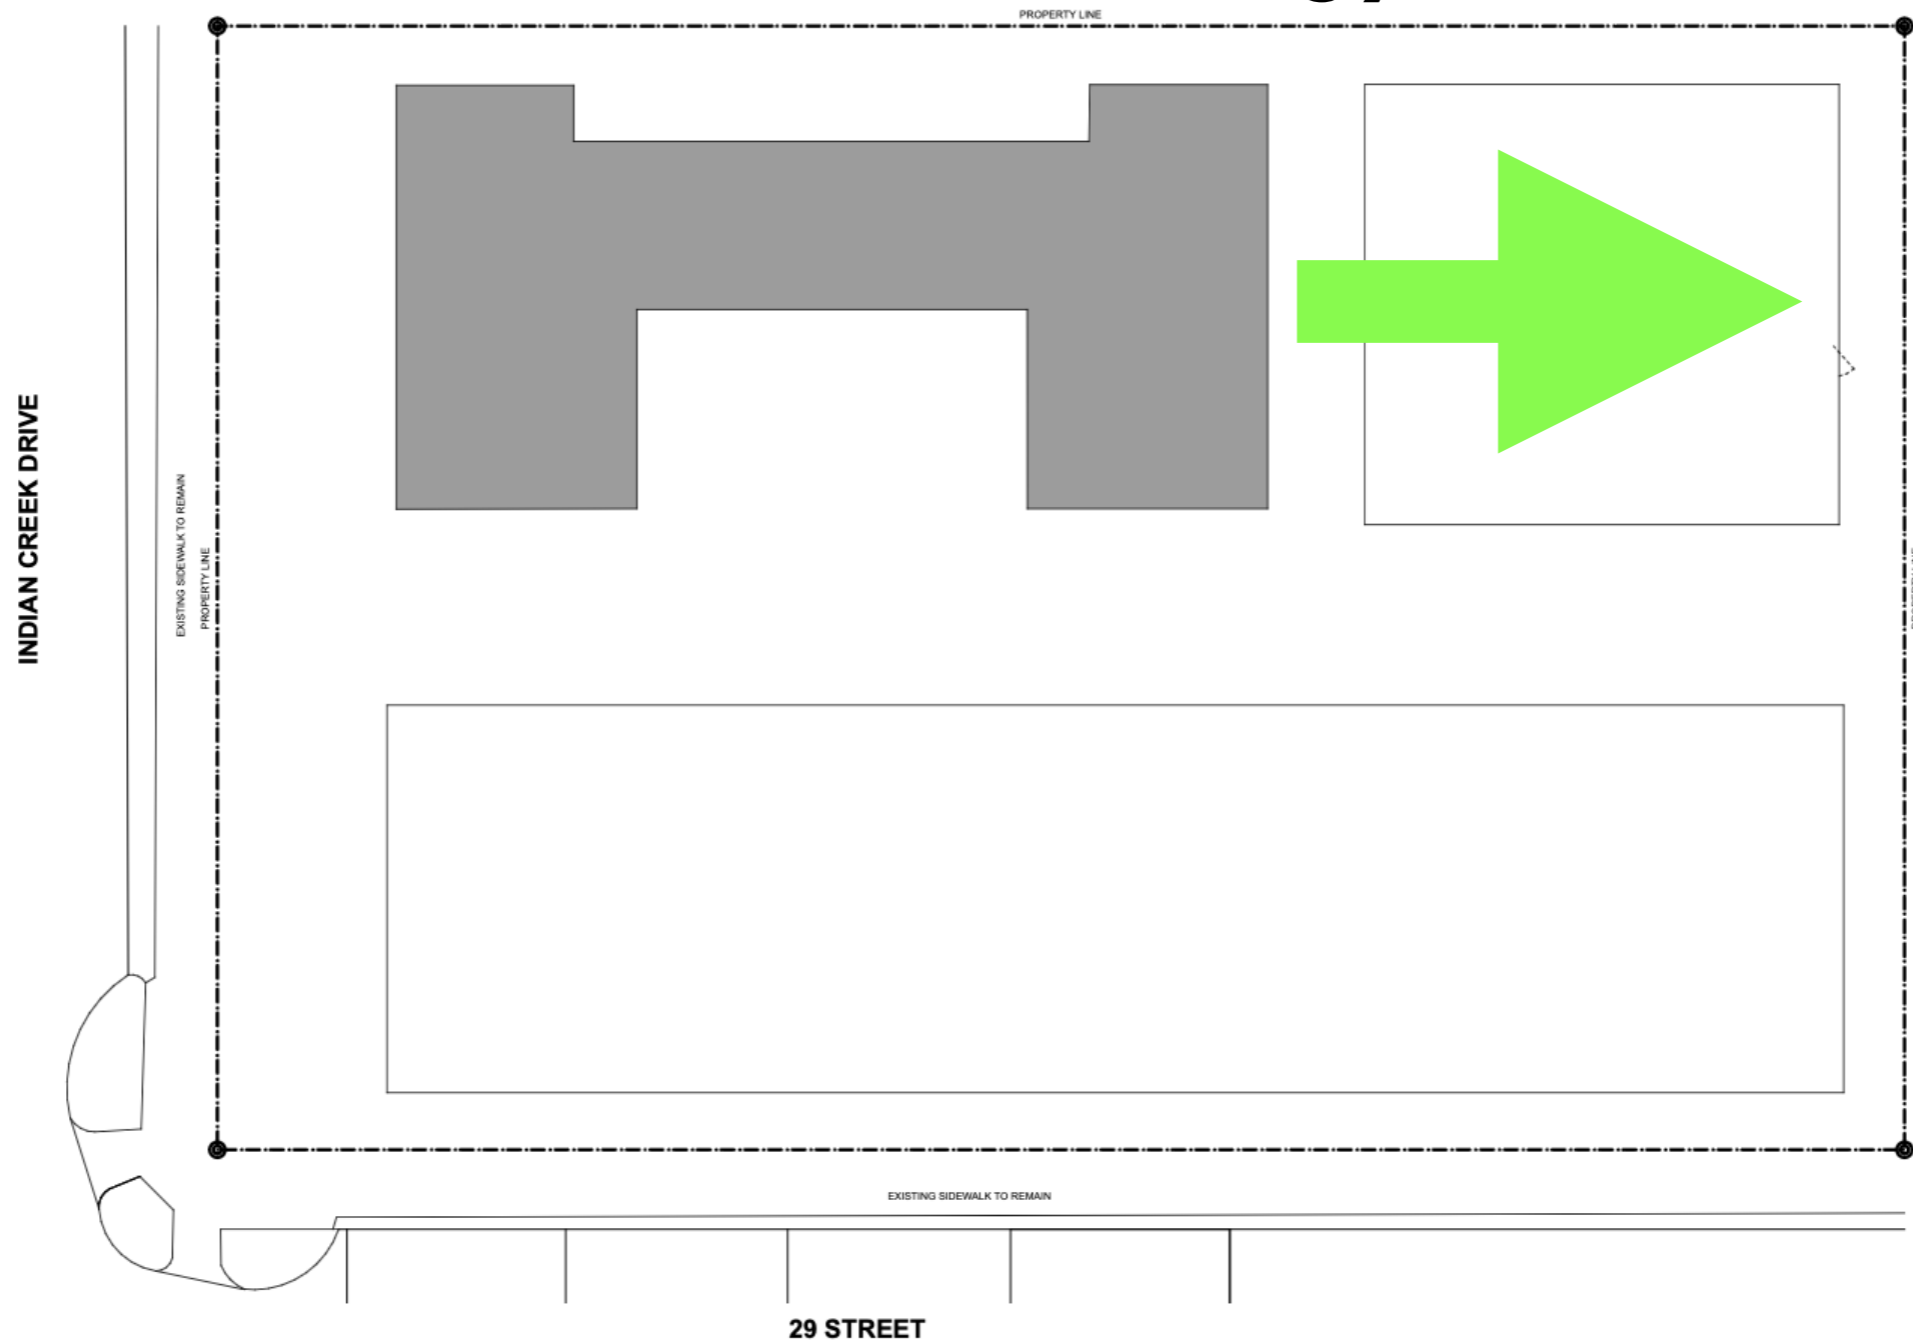 PROPERTY LINE
INDIAN CREEK DRIVE
EXISTING SIDEWALK TO REMAIN
PROPERTY LINE
EXISTING SIDEWALK TO REMAIN
29 STREET